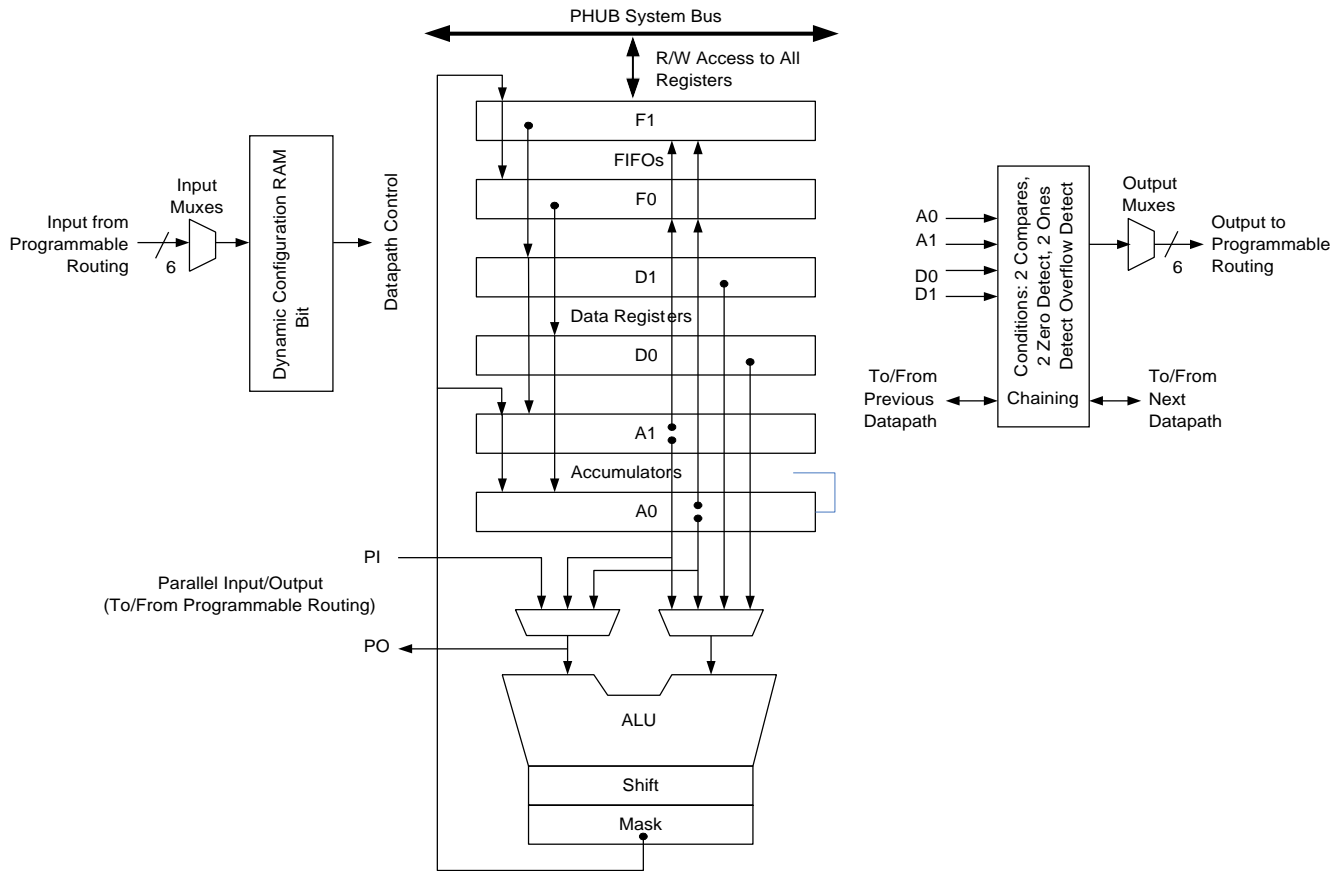 PHUB System Bus
R/W Access to All
Registers
F1
FIFOs
F0
D1
Data Registers
D0
A1
Accumulators
A0
Input from
Programmable
Routing
6
Input
Muxes
Dynamic Configuration RAM
Bit
Datapath Control
PI
Parallel Input/Output
(To/From Programmable Routing)
PO
ALU
Shift
Mask
A0
A1
D0
D1
Conditions: 2 Compares,
2 Zero Detect, 2 Ones
Detect Overflow Detect
Chaining
To/From
Previous
Datapath
To/From
Next
Datapath
Output
Muxes
6
Output to
Programmable
Routing